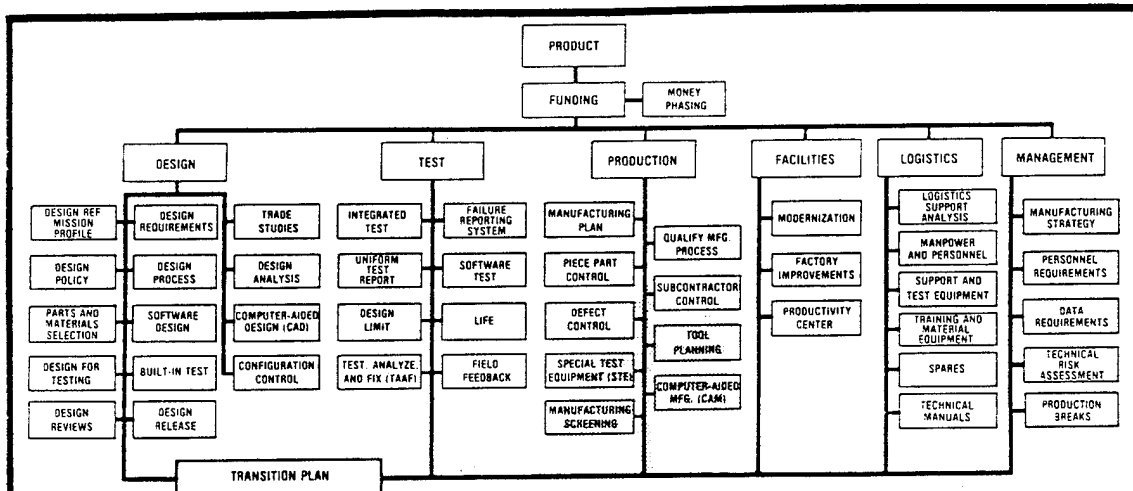 PRODUCT
FUNDING
MONEY
PHASING
DESIGN
TEST
PRODUCTION
FACILITIES
LOGISTICS
MANAGEMENT
DESIGN REF
MISSION
PROFILE
DESIGN
REQUIREMENTS
TRADE
STUDIES
DESIGN
POLICY
DESIGN
PROCESS
DESIGN
ANALYSIS
PARTS AND
MATERIALS
SELECTION
SOFTWARE
DESIGN
COMPUTER-AIDED
DESIGN (CAD)
DESIGN FOR
TESTING
BUILT-IN TEST
CONFIGURATION
CONTROL
DESIGN
REVIEWS
DESIGN
RELEASE
INTEGRATED
TEST
FAILURE
REPORTING
SYSTEM
UNIFORM
TEST
REPORT
SOFTWARE
TEST
DESIGN
LIMIT
LIFE
TEST. ANALYZE.
AND FIX (TAAF)
FIELD
FEEDBACK
MANUFACTURING
PLAN
QUALIFY MFG.
PROCESS
PIECE PART
CONTROL
SUBCONTRACTOR
CONTROL
DEFECT
CONTROL
TOOL
PLANNING
SPECIAL TEST
EQUIPMENT (STE)
COMPUTER-AIDED
MFG. (CAM)
MANUFACTURING
SCREENING
MODERNIZATION
FACTORY
IMPROVEMENTS
PRODUCTIVITY
CENTER
LOGISTICS
SUPPORT
ANALYSIS
MANPOWER
AND PERSONNEL
SUPPORT AND
TEST EQUIPMENT
TRAINING AND
MATERIAL
EQUIPMENT
SPARES
TECHNICAL
MANUALS
MANUFACTURING
STRATEGY
PERSONNEL
REQUIREMENTS
DATA
REQUIREMENTS
TECHNICAL
RISK
ASSESSMENT
PRODUCTION
BREAKS
TRANSITION PLAN